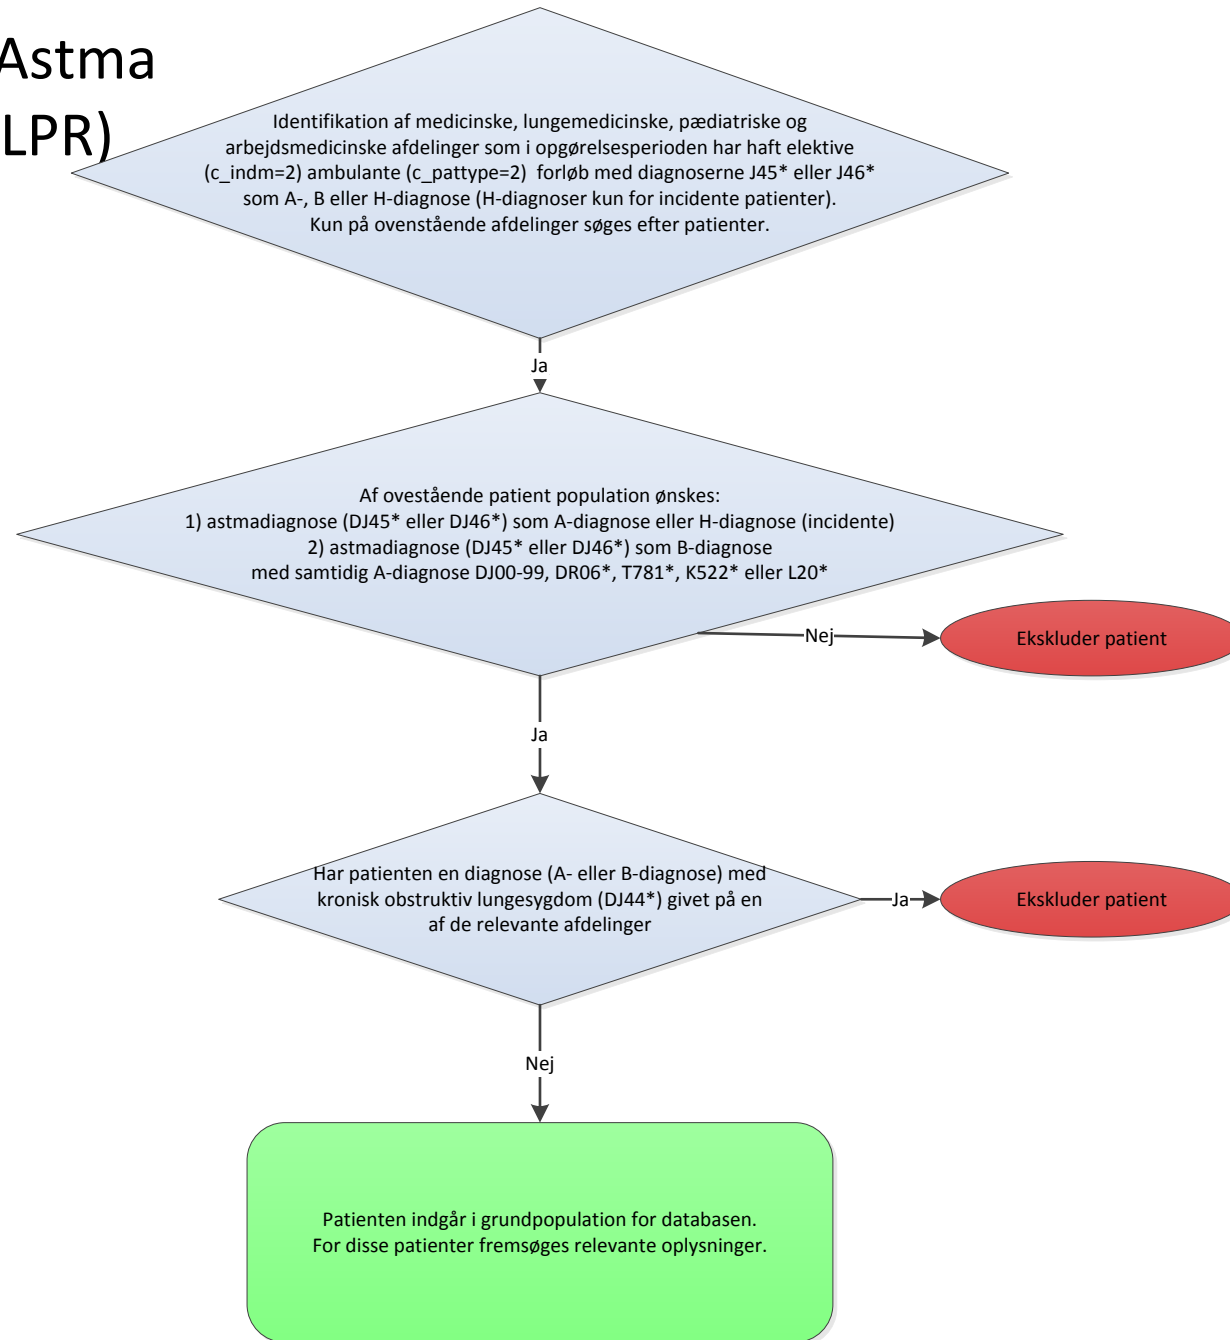 Astma
LPR)
Identifikation af medicinske, lungemedicinske, pædiatriske og
arbejdsmedicinske afdelinger som i opgørelsesperioden har haft elektive
(c_indm=2) ambulante (c_pattype=2) forløb med diagnoserne J45* eller J46*
som A-, B eller H-diagnose (H-diagnoser kun for incidente patienter).
Kun på ovenstående afdelinger søges efter patienter.
Ja
Af ovestående patient population ønskes:
1) astmadiagnose (DJ45* eller DJ46*) som A-diagnose eller H-diagnose (incidente)
2) astmadiagnose (DJ45* eller DJ46*) som B-diagnose
med samtidig A-diagnose DJ00-99, DR06*, T781*, K522* eller L20*
Nej
Ekskluder patient
Ja
Har patienten en diagnose (A- eller B-diagnose) med
kronisk obstruktiv lungesygdom (DJ44*) givet på en
af de relevante afdelinger
Ja
Ekskluder patient
Nej
Patienten indgår i grundpopulation for databasen.
For disse patienter fremsøges relevante oplysninger.